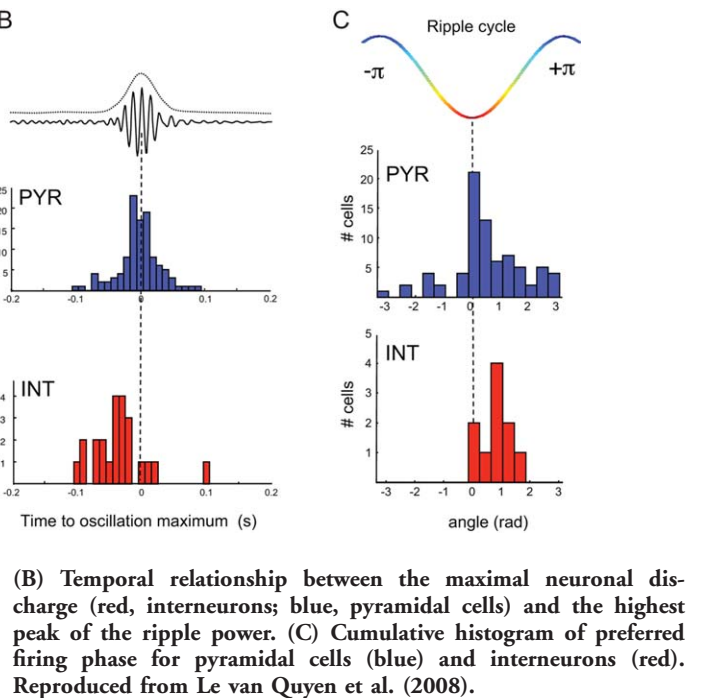 B
C
Ripple cycle
-π
+π
25
20
15
10
5
PYR
-0.2
-0.1
0
0.1
0.2
25
20
15
10
5
# cells
PYR
-3
-2
-1
0
1
2
3
4
3
2
1
INT
-0.2
-0.1
0
0.1
0.2
Time to oscillation maximum (s)
5
4
3
2
1
# cells
INT
-3
-2
-1
0
1
2
3
angle (rad)
(B) Temporal relationship between the maximal neuronal dis-
charge (red, interneurons; blue, pyramidal cells) and the highest
peak of the ripple power. (C) Cumulative histogram of preferred
firing phase for pyramidal cells (blue) and interneurons (red).
Reproduced from Le van Quyen et al. (2008).